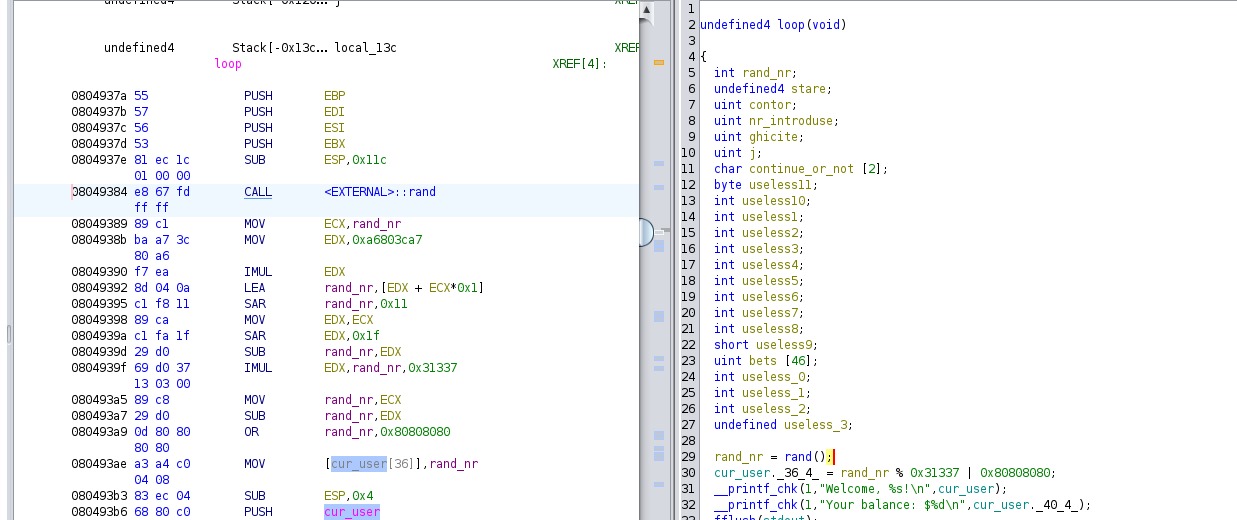 undefined4 Stack[-0x13c... local_13c XREF
loop XREF[4]:
0804937a 55 PUSH EBP
0804937b 57 PUSH EDI
0804937c 56 PUSH ESI
0804937d 53 PUSH EBX
0804937e 81 ec 1c SUB ESP,0x11c
01 00 00
08049384 e8 67 fd CALL <EXTERNAL>::rand
ff ff
08049389 89 c1 MOV ECX,rand_nr
0804938b ba a7 3c MOV EDX,0xa6803ca7
80 a6
08049390 f7 ea IMUL EDX
08049392 8d 04 0a LEA rand_nr,[EDX + ECX*0x1]
08049395 c1 f8 11 SAR rand_nr,0x11
08049398 89 ca MOV EDX,ECX
0804939a c1 fa 1f SAR EDX,0x1f
0804939d 29 d0 SUB rand_nr,EDX
0804939f 69 d0 37 IMUL EDX,rand_nr,0x31337
13 03 00
080493a5 89 c8 MOV rand_nr,ECX
080493a7 29 d0 SUB rand_nr,EDX
080493a9 0d 80 80 OR rand_nr,0x80808080
80 80
080493ae a3 a4 c0 MOV [cur_user[36]],rand_nr
04 08
080493b3 83 ec 04 SUB ESP,0x4
080493b6 68 80 c0 PUSH cur_user
1
2 undefined4 loop(void)
3
4 {
5 int rand_nr;
6 undefined4 stare;
7 uint contor;
8 uint nr_introduse;
9 uint ghicite;
10 uint j;
11 char continue_or_not [2];
12 byte useless11;
13 int useless10;
14 int useless1;
15 int useless2;
16 int useless3;
17 int useless4;
18 int useless5;
19 int useless6;
20 int useless7;
21 int useless8;
22 short useless9;
23 uint bets [46];
24 int useless_0;
25 int useless_1;
26 int useless_2;
27 undefined useless_3;
28
29 rand_nr = rand();
30 cur_user._36_4_ = rand_nr % 0x31337 | 0x80808080;
31 __printf_chk(1,"Welcome, %s!\n",cur_user);
32 __printf_chk(1,"Your balance: $%d\n",cur_user._40_4_);